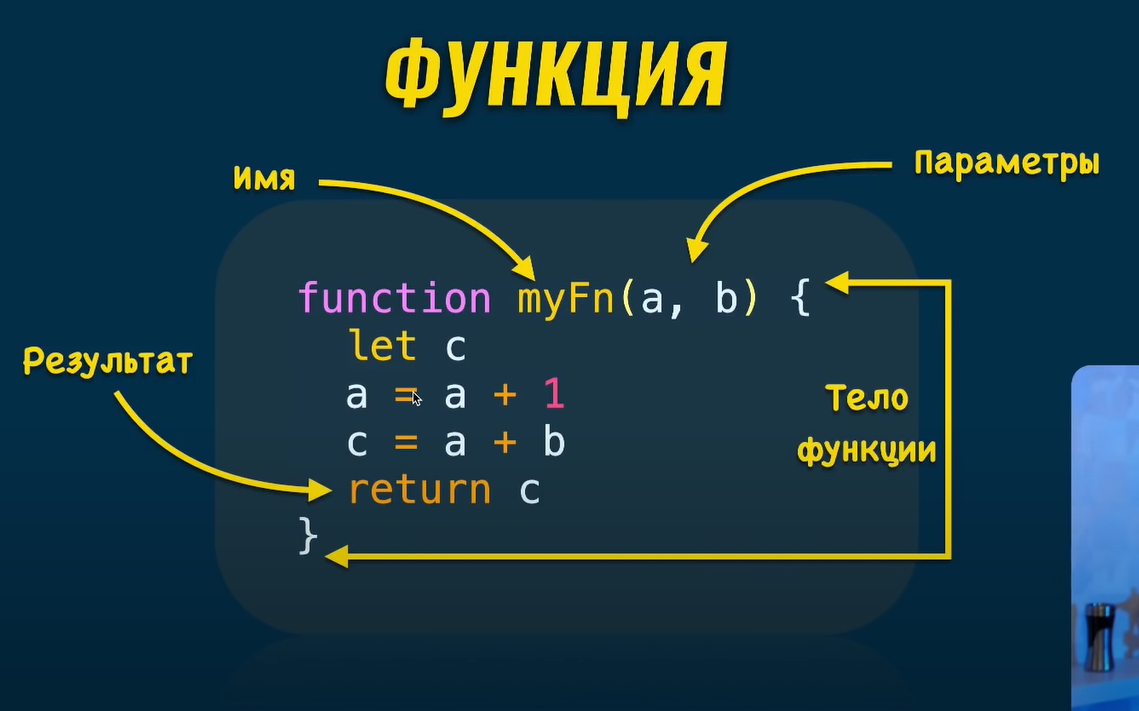 ФУНКЦИЯ
Имя
Параметры
function myFn(a, b) {
let c
Результат
a = a + 1
Тело
c = a + b
функции
return c
}